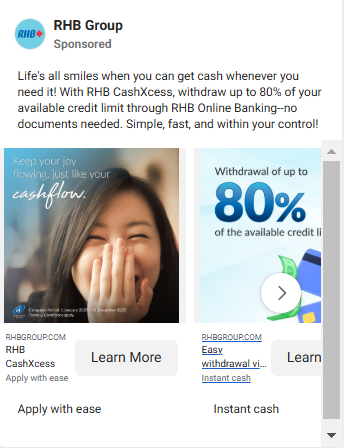 RHB
RHB Group
Sponsored
Life's all smiles when you can get cash whenever you
need it! With RHB CashXcess, withdraw up to 80% of your
available credit limit through RHB Online Banking--no
documents needed. Simple, fast, and within your control!
Keep your joy
flowing, just like your
cashflow.
Campaign Period: 1 January 2025 - 31 December 2025
Terms & Conditions apply.
Withdrawal of up to
80%
of the available credit li
RHBGROUP.COM
RHB
CashXcess
Apply with ease
Learn More
RHBGROUP.COM
Easy
withdrawal vi...
Instant cash
Learn
Apply with ease
Instant cash